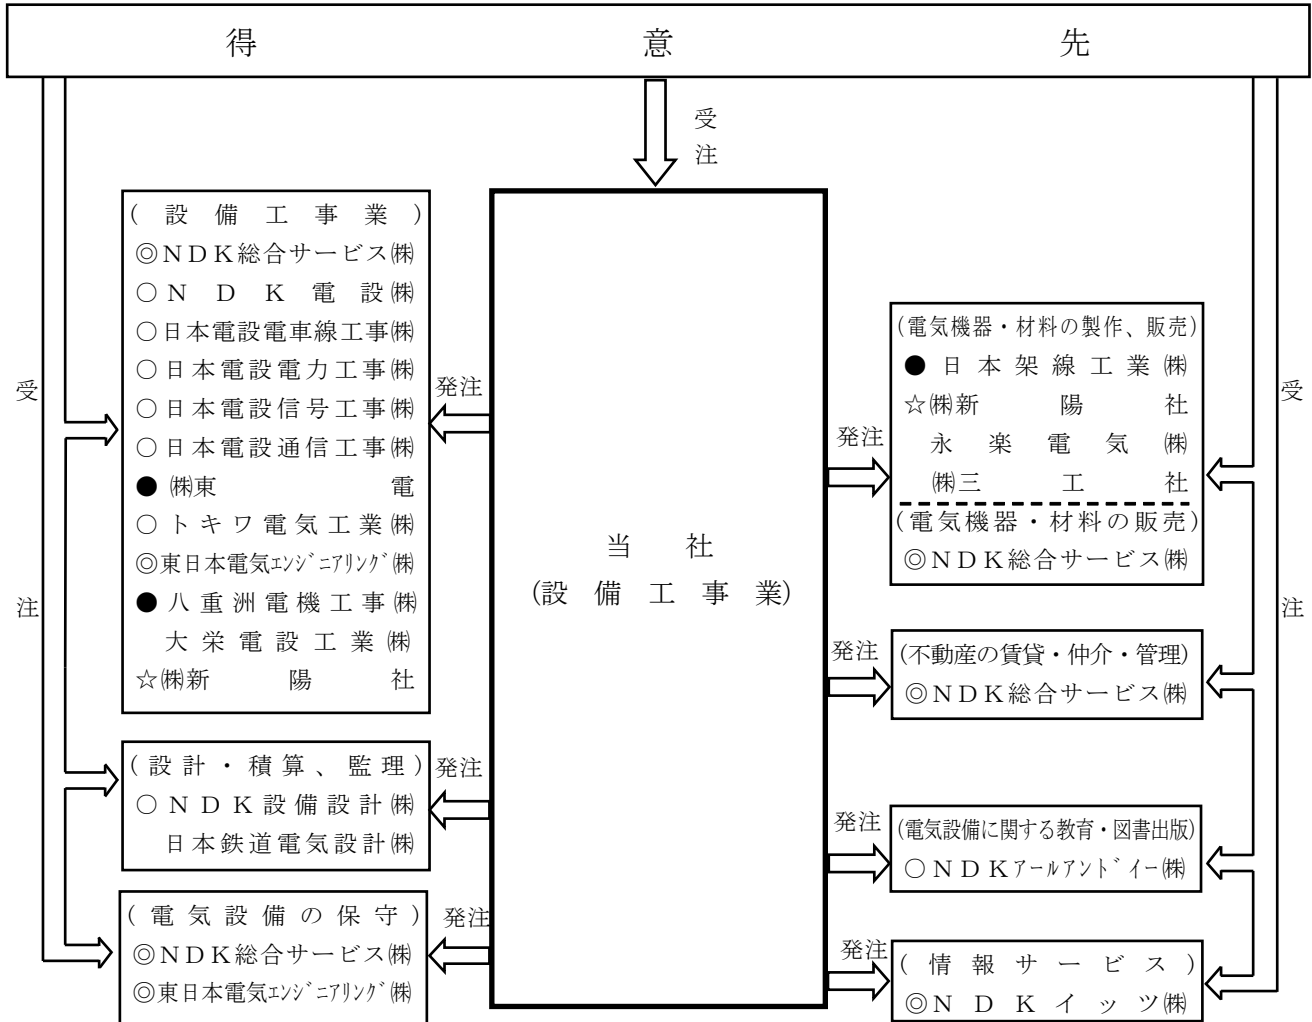 得意先
受注
受注
(設備工事業)
◎NDK総合サービス㈱
○NDK電設㈱
○日本電設電車線工事㈱
○日本電設電力工事㈱
○日本電設信号工事㈱
○日本電設通信工事㈱
●㈱東電
○トキワ電気工業㈱
◎東日本電気ｴﾝｼﾞﾆｱﾘﾝｸﾞ㈱
●八重洲電機工事㈱
大栄電設工業㈱
☆㈱新陽社
発注
(設計・積算、監理)
○NDK設備設計㈱
日本鉄道電気設計㈱
発注
(電気設備の保守)
◎NDK総合サービス㈱
◎東日本電気ｴﾝｼﾞﾆｱﾘﾝｸﾞ㈱
発注
当社
(設備工事業)
発注
(電気機器・材料の製作、販売)
●日本架線工業㈱
☆㈱新陽社
永楽電気㈱
㈱三工社
(電気機器・材料の販売)
◎NDK総合サービス㈱
発注
(不動産の賃貸・仲介・管理)
◎NDK総合サービス㈱
発注
(電気設備に関する教育・図書出版)
○NDKｱｰﾙｱﾝﾄﾞｲｰ㈱
発注
(情報サービス)
◎NDKイッツ㈱
受注